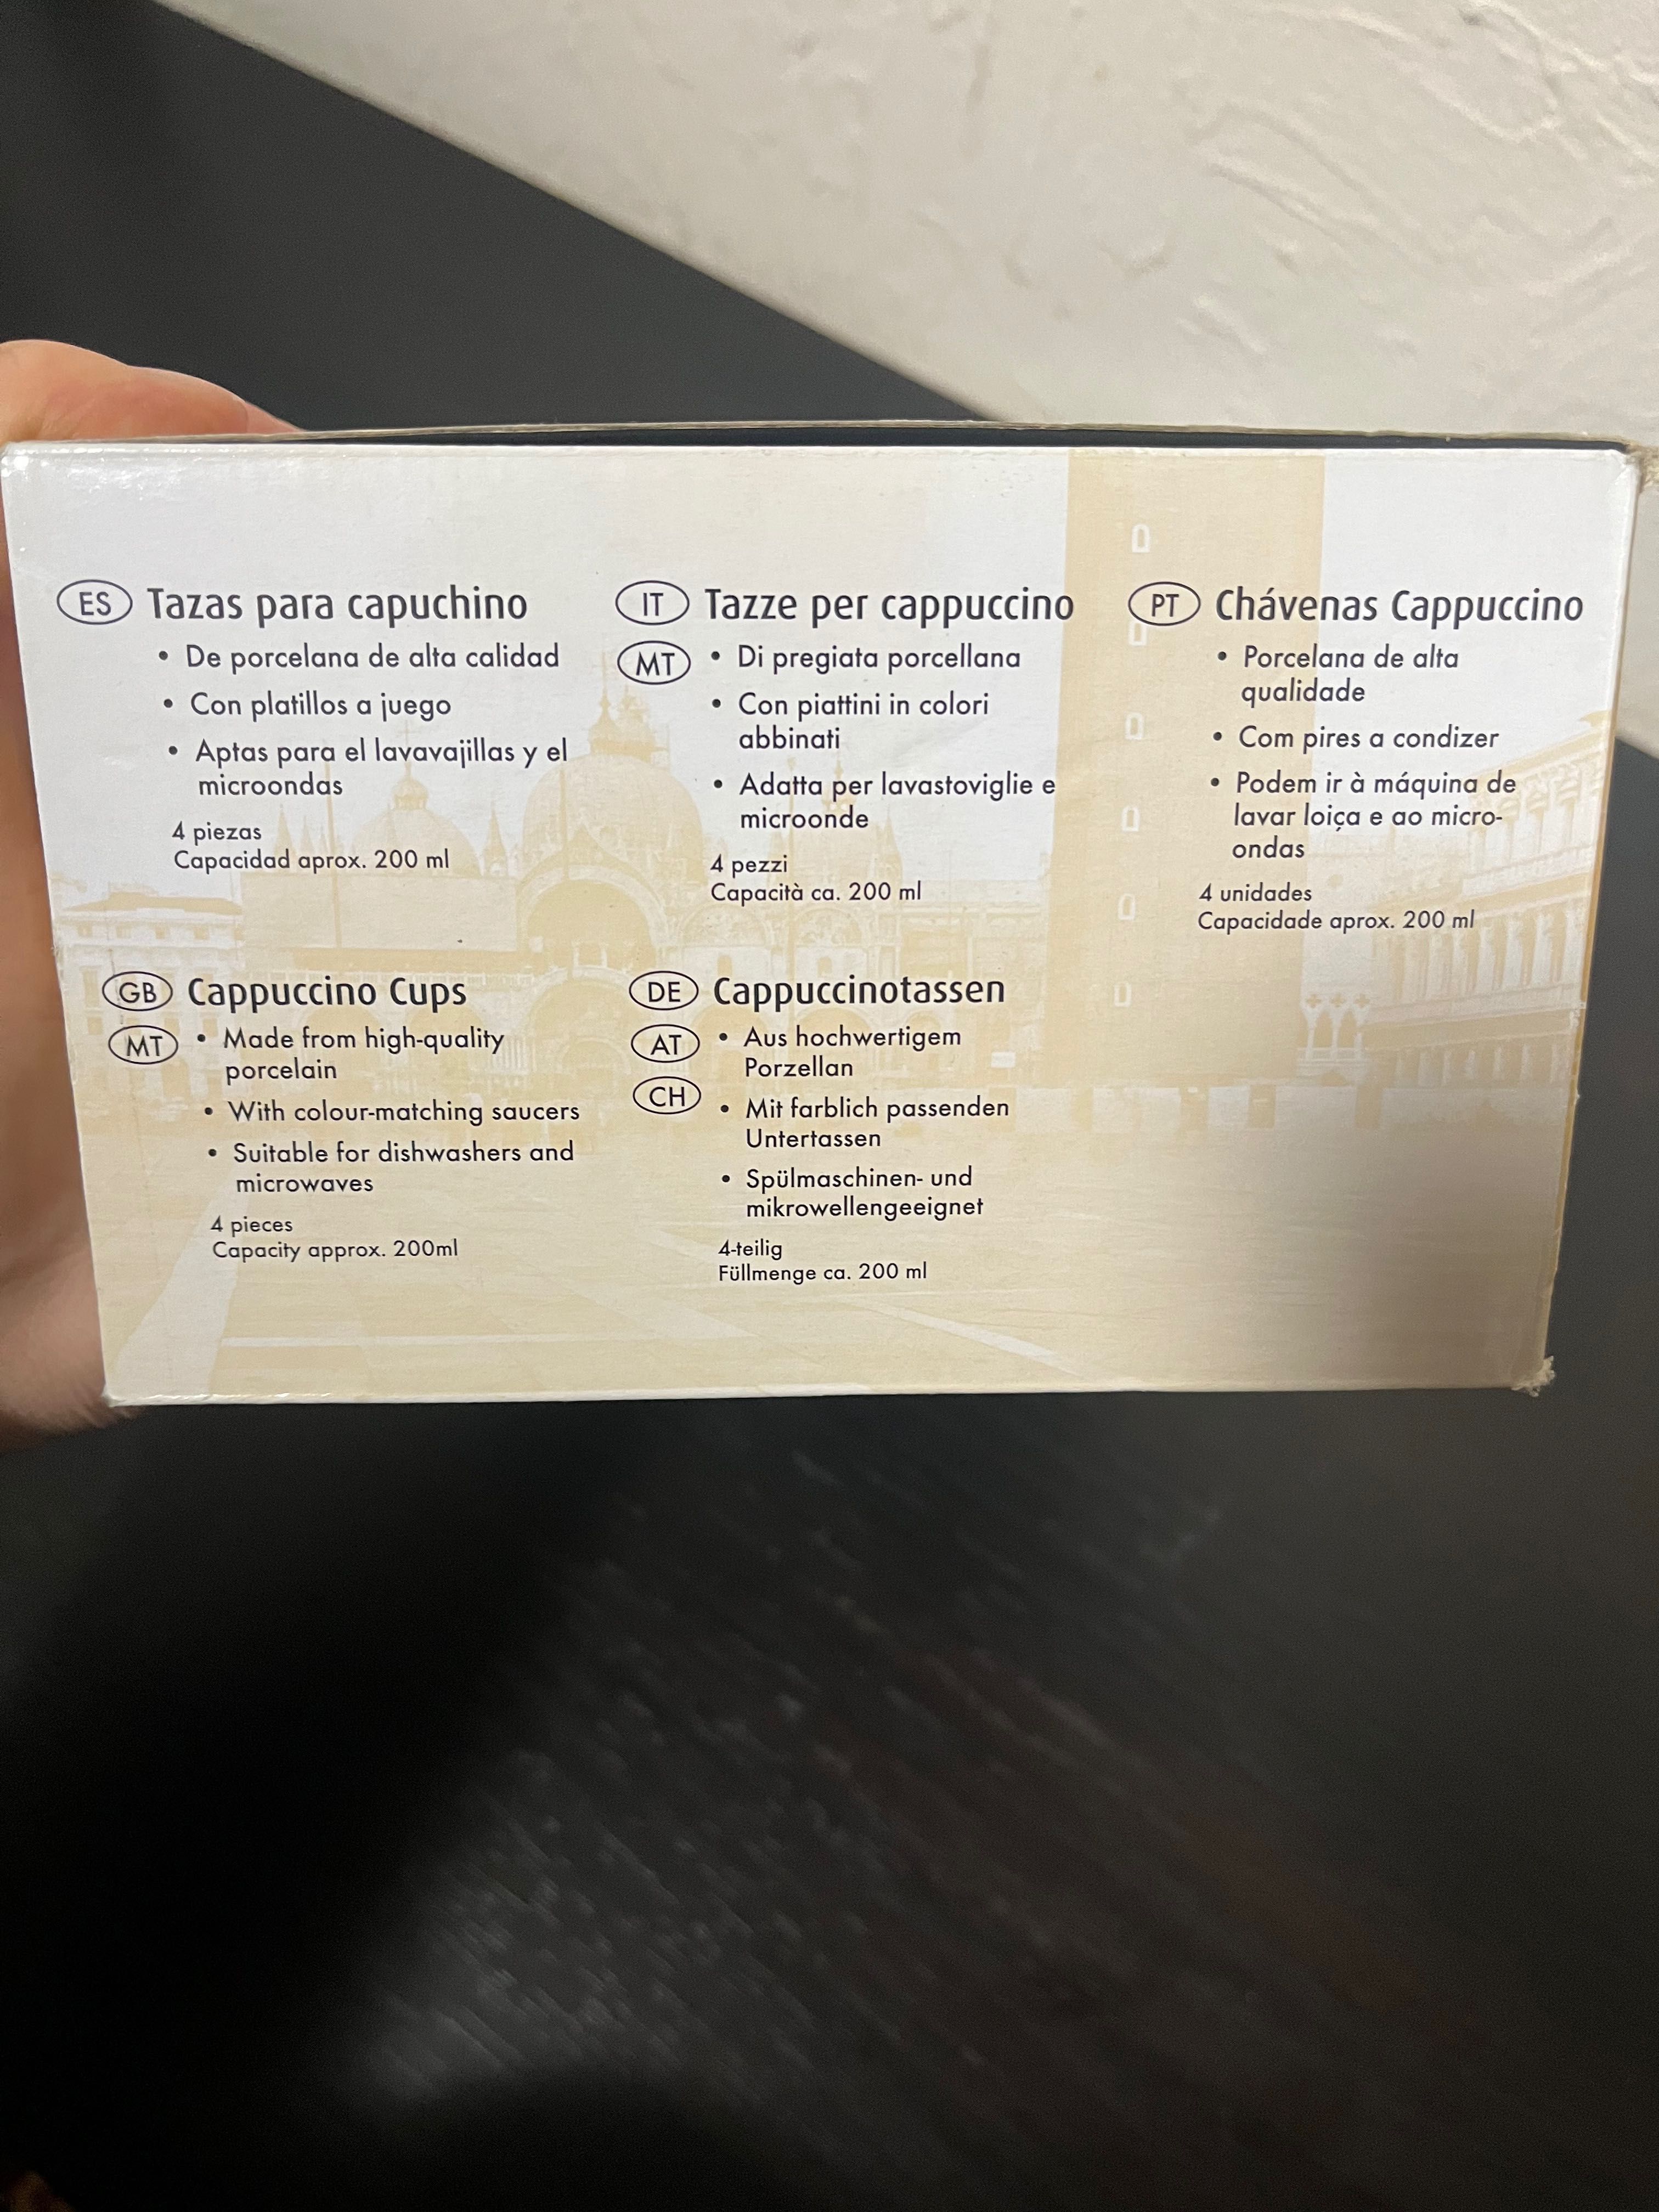 ES Tazas para capuchino
• De porcelana de alta calidad
• Con platillos a juego
• Aptas para el lavavajillas y el
microondas
4 piezas
Capacidad aprox. 200 ml
IT Tazze per cappuccino
MT • Di pregiata porcellana
• Con piattini in colori
abbinati
• Adatta per lavastoviglie e
microonde
4 pezzi
Capacità ca. 200 ml
PT Chávenas Cappuccino
• Porcelana de alta
qualidade
• Com pires a condizer
• Podem ir à máquina de
lavar loiça e ao micro-
ondas
4 unidades
Capacidade aprox. 200 ml
GB Cappuccino Cups
MT • Made from high-quality
porcelain
• With colour-matching saucers
• Suitable for dishwashers and
microwaves
4 pieces
Capacity approx. 200ml
DE Cappuccinotassen
AT • Aus hochwertigem
Porzellan
CH • Mit farblich passenden
Untertassen
• Spülmaschinen- und
mikrowellengeeignet
4-teilig
Füllmenge ca. 200 ml